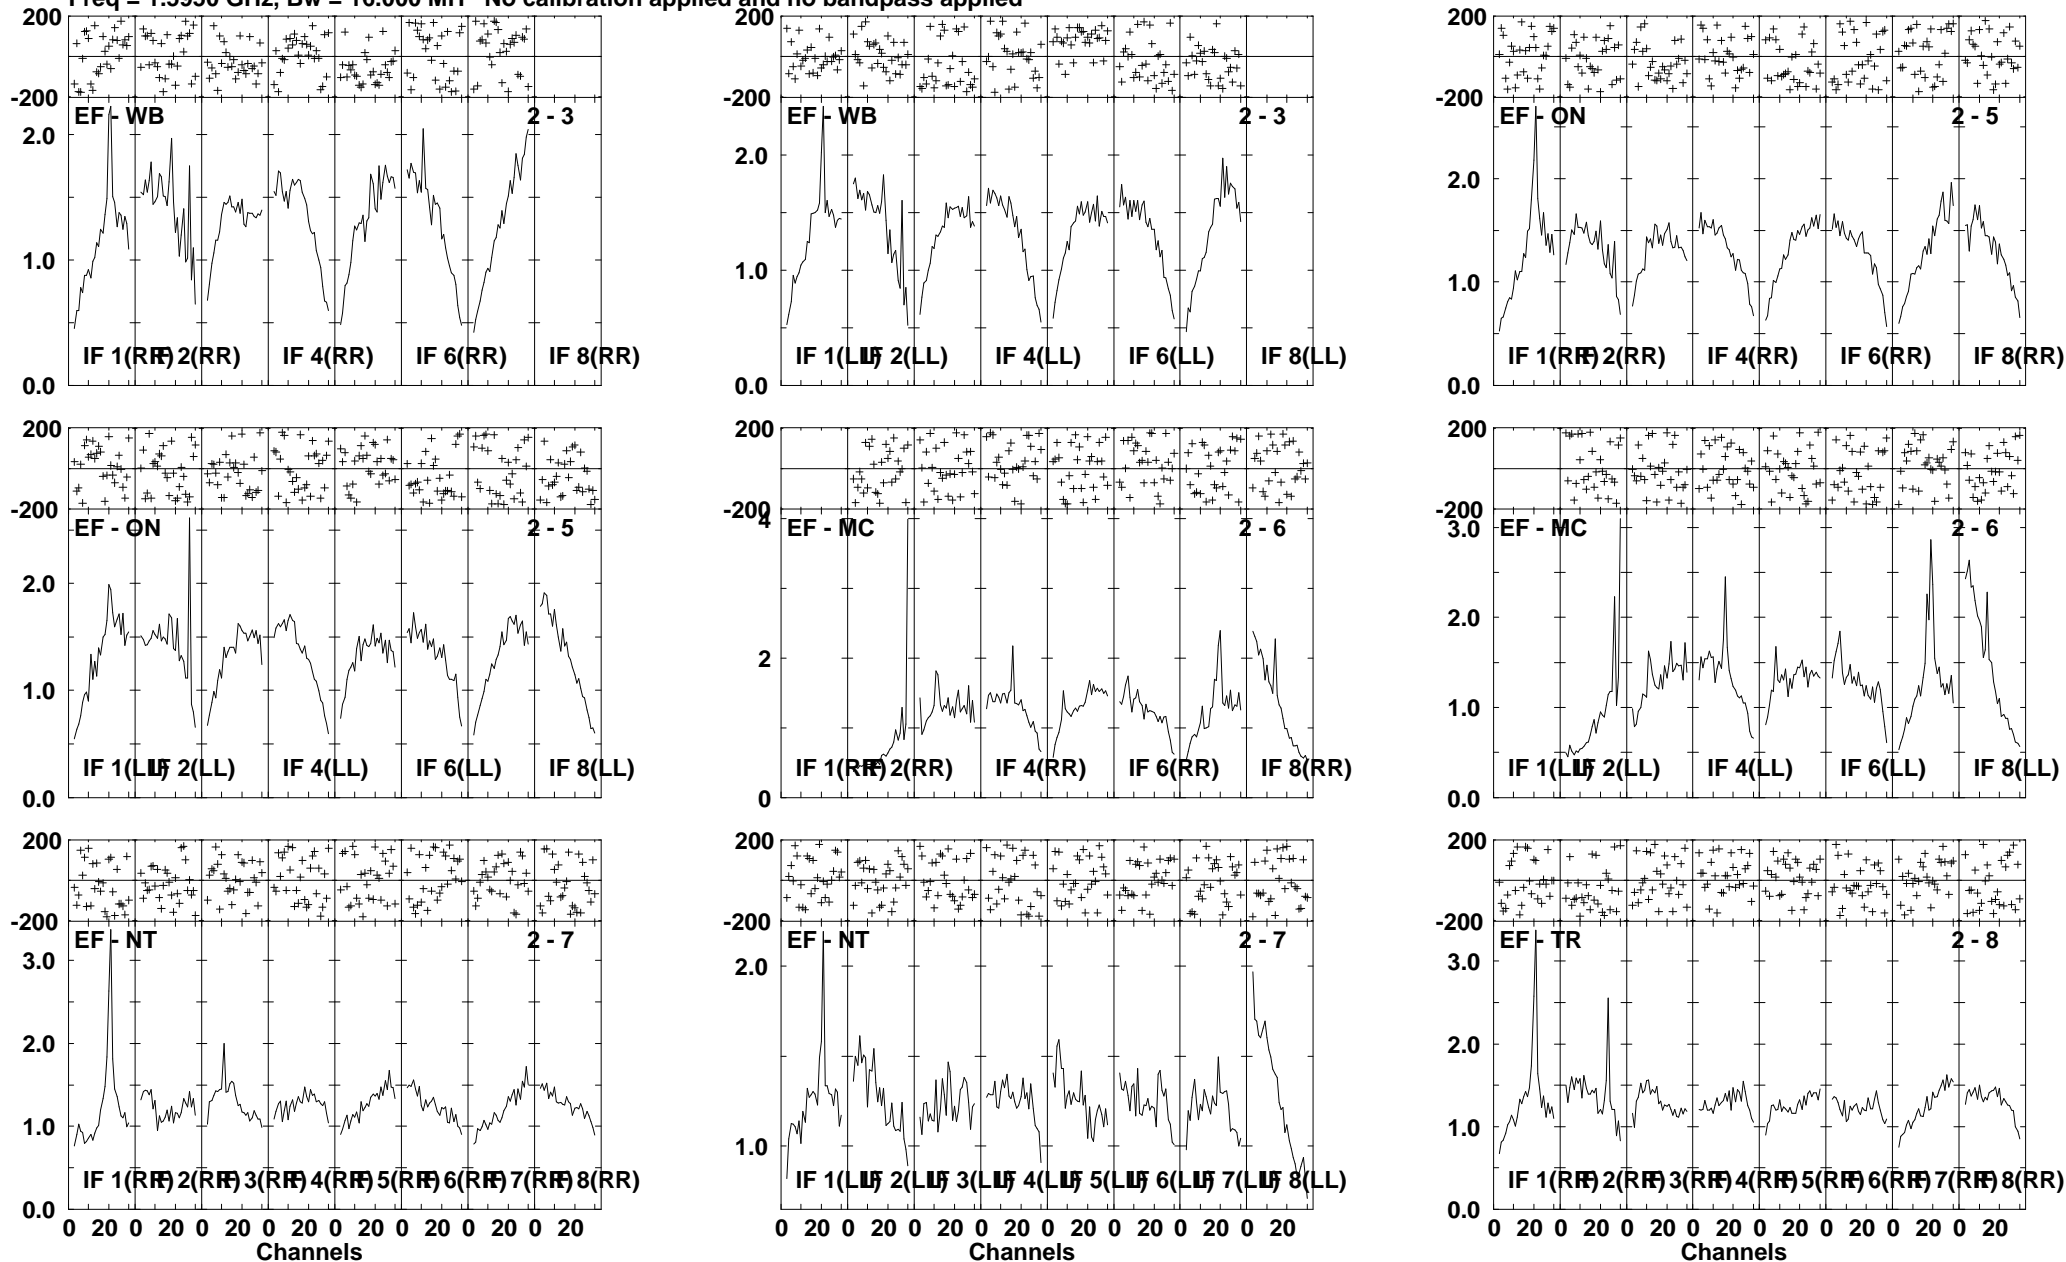 Freq = 1.5950 GHz, Bw = 16.000 MH No calibration applied and no bandpass applied
200
-200
EF - WB 2 - 3
2.0
1.0
0.0
IF 1(RR) IF 2(RR) IF 4(RR) IF 6(RR) IF 8(RR)
200
-200
EF - WB 2 - 3
2.0
1.0
0.0
IF 1(LL) IF 2(LL) IF 4(LL) IF 6(LL) IF 8(LL)
200
-200
EF - ON 2 - 5
2.0
1.0
0.0
IF 1(RR) IF 2(RR) IF 4(RR) IF 6(RR) IF 8(RR)
200
-200
EF - ON 2 - 5
2.0
1.0
0.0
IF 1(LL) IF 2(LL) IF 4(LL) IF 6(LL) IF 8(LL)
200
-200
EF - MC 2 - 6
4
2
0
IF 1(RR) IF 2(RR) IF 4(RR) IF 6(RR) IF 8(RR)
200
-200
EF - MC 2 - 6
3.0
2.0
1.0
0.0
IF 1(LL) IF 2(LL) IF 4(LL) IF 6(LL) IF 8(LL)
200
-200
EF - NT 2 - 7
3.0
2.0
1.0
0.0
IF 1(RR) IF 2(RR) IF 3(RR) IF 4(RR) IF 5(RR) IF 6(RR) IF 7(RR) IF 8(RR)
0 20 0 20 0 20 0 20 0 20 0 20 0 20 0 20
Channels
200
-200
EF - NT 2 - 7
2.0
1.0
IF 1(LL) IF 2(LL) IF 3(LL) IF 4(LL) IF 5(LL) IF 6(LL) IF 7(LL) IF 8(LL)
0 20 0 20 0 20 0 20 0 20 0 20 0 20 0 20
Channels
200
-200
EF - TR 2 - 8
3.0
2.0
1.0
0.0
IF 1(RR) IF 2(RR) IF 3(RR) IF 4(RR) IF 5(RR) IF 6(RR) IF 7(RR) IF 8(RR)
0 20 0 20 0 20 0 20 0 20 0 20 0 20 0 20
Channels